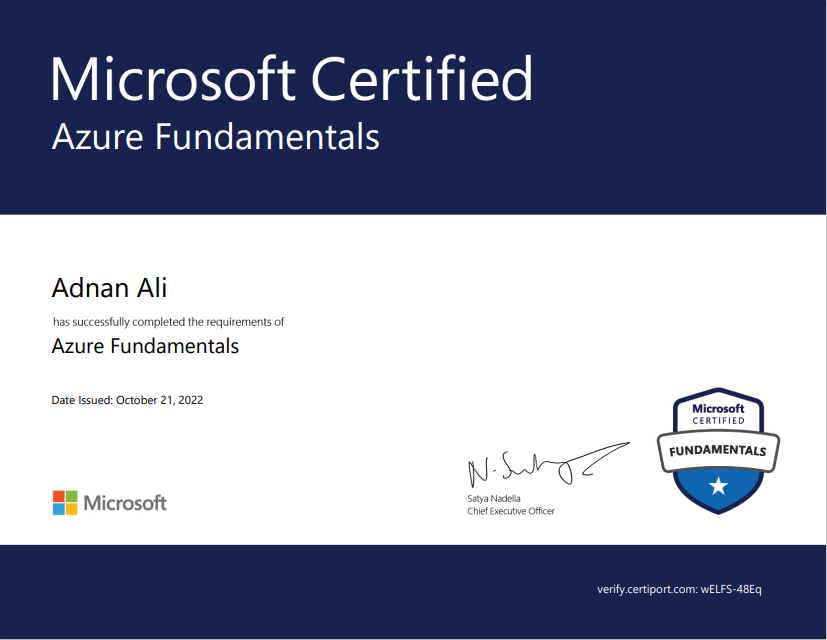 Microsoft Certified
Azure Fundamentals
Adnan Ali
has successfully completed the requirements of
Azure Fundamentals
Date Issued: October 21, 2022
Microsoft
CERTIFIED
FUNDAMENTALS
Satya Nadella
Chief Executive Officer
Microsoft
verify.certiport.com: wELFS-48Eq